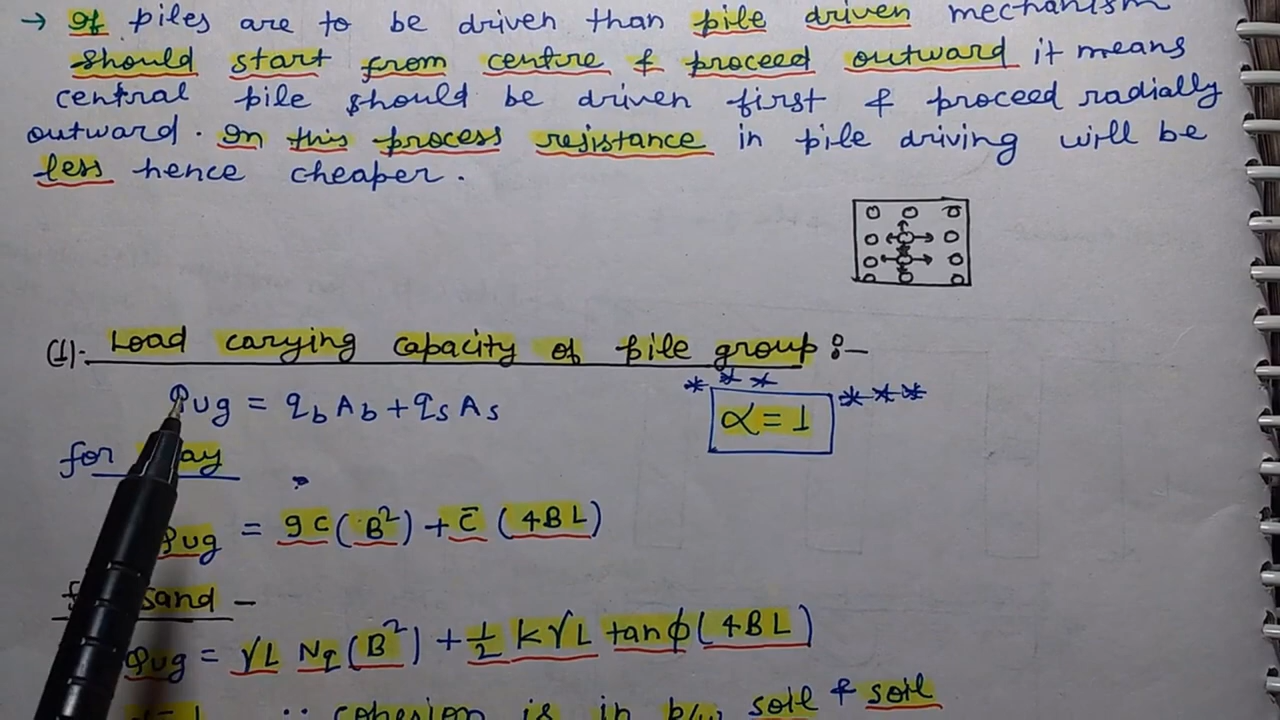 → If piles are to be driven than pile driven mechanism
should start from centre & proceed outward it means
central pile should be driven first & proceed radially
outward. In this process resistance in pile driving will be
less hence cheaper.
(1):- Load carying capacity of pile group :-
Qug = qb Ab + qs As
* * * α = 1 * * *
for
Qug = 9c (B²) + c̄ (4BL)
sand -
Qug = γL Nq (B²) + 1/2 KγL tanϕ (4BL)
∵ cohesion is in b/w soil & soil